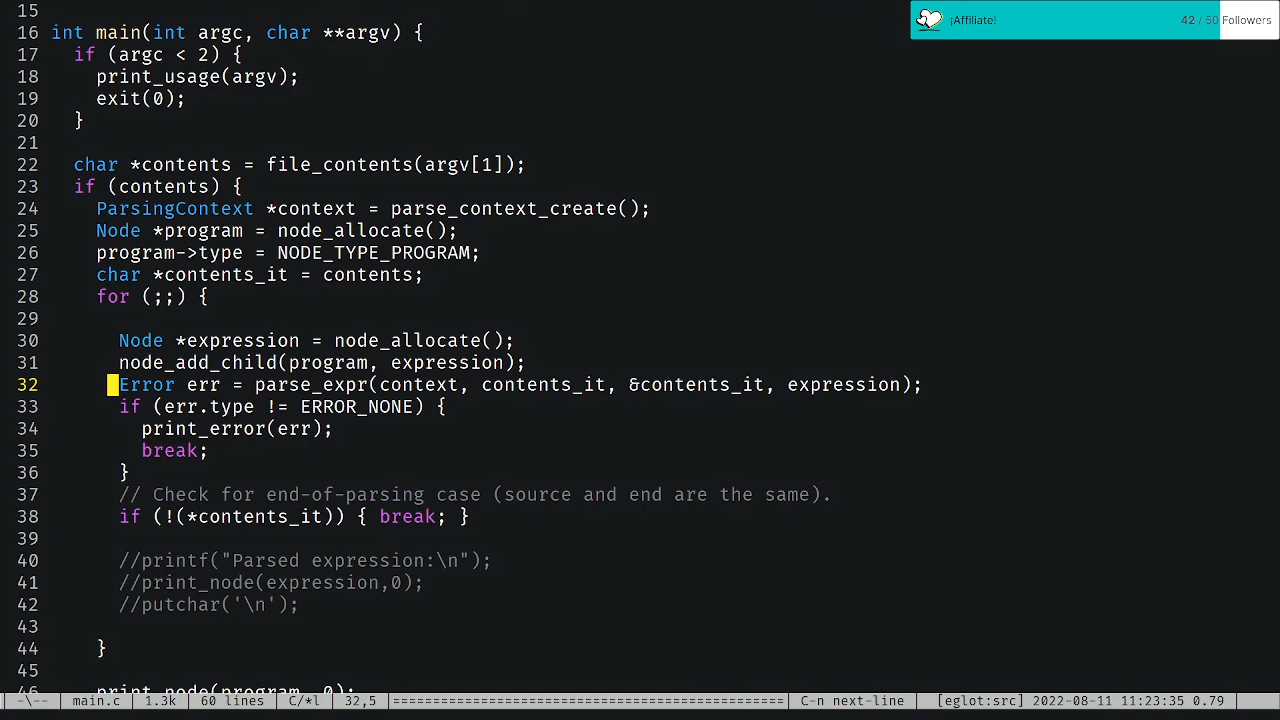 ¡Affiliate! 42 / 50 Followers
15
16 int main(int argc, char **argv) {
17   if (argc < 2) {
18     print_usage(argv);
19     exit(0);
20   }
21
22   char *contents = file_contents(argv[1]);
23   if (contents) {
24     ParsingContext *context = parse_context_create();
25     Node *program = node_allocate();
26     program->type = NODE_TYPE_PROGRAM;
27     char *contents_it = contents;
28     for (;;) {
29
30       Node *expression = node_allocate();
31       node_add_child(program, expression);
32       Error err = parse_expr(context, contents_it, &contents_it, expression);
33       if (err.type != ERROR_NONE) {
34         print_error(err);
35         break;
36       }
37       // Check for end-of-parsing case (source and end are the same).
38       if (!(*contents_it)) { break; }
39
40       //printf("Parsed expression:\n");
41       //print_node(expression,0);
42       //putchar('\n');
43
44     }
45
46     print_node(program, 0);
-\-- main.c 1.3k 60 lines C/*l 32,5 =================================== C-n next-line [eglot:src] 2022-08-11 11:23:35 0.79